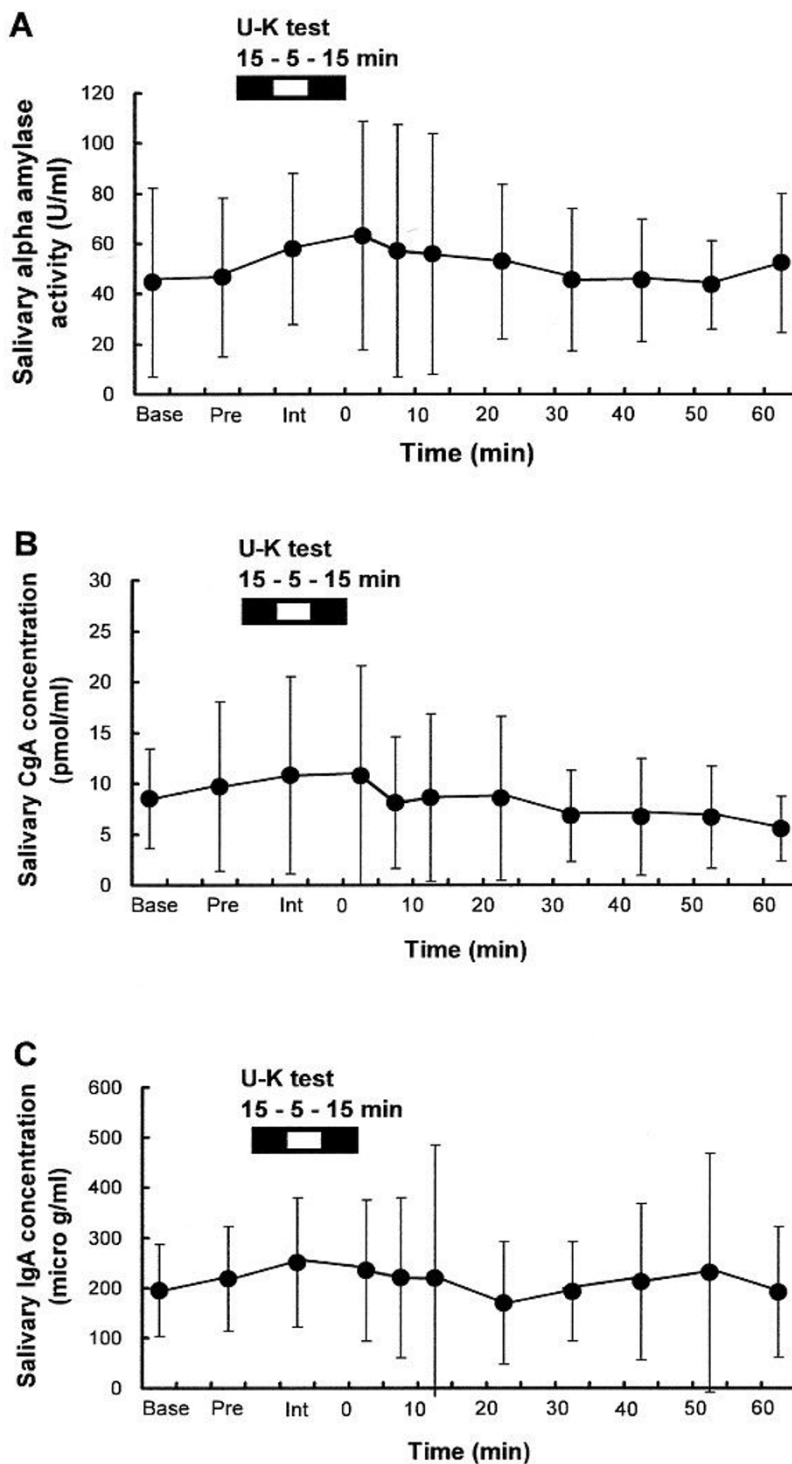 A
U-K test
15 - 5 - 15 min
Salivary alpha amylase
activity (U/ml)
120
100
80
60
40
20
0
Base Pre Int 0 10 20 30 40 50 60
Time (min)
B
U-K test
15 - 5 - 15 min
Salivary CgA concentration
(pmol/ml)
30
25
20
15
10
5
0
Base Pre Int 0 10 20 30 40 50 60
Time (min)
C
U-K test
15 - 5 - 15 min
Salivary IgA concentration
(micro g/ml)
600
500
400
300
200
100
0
Base Pre Int 0 10 20 30 40 50 60
Time (min)